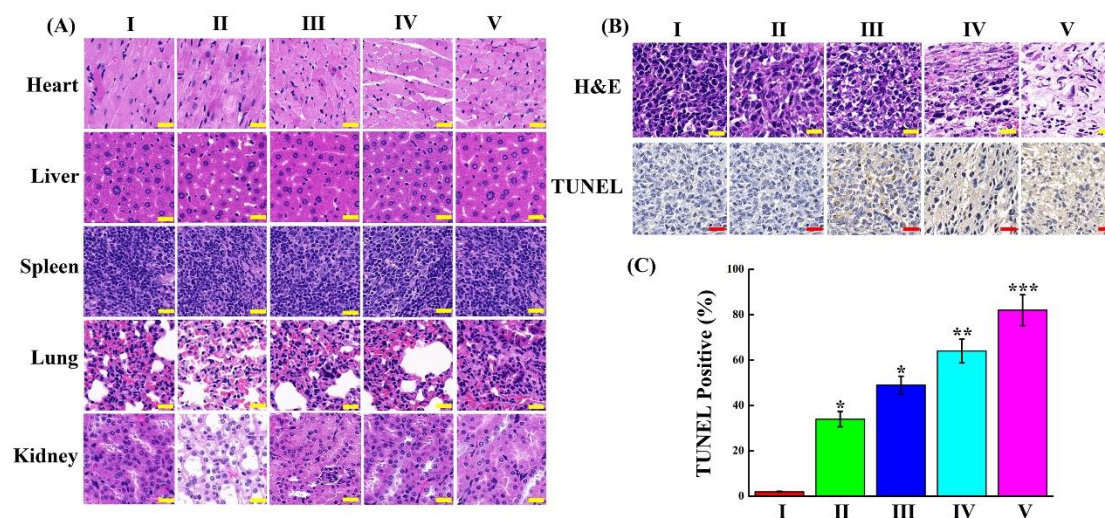 (A)
I II III IV V
Heart
Liver
Spleen
Lung
Kidney
(B)
I II III IV V
H&E
TUNEL
(C)
TUNEL Positive (%)
100
80
60
40
20
0
* * ** ***
I II III IV V